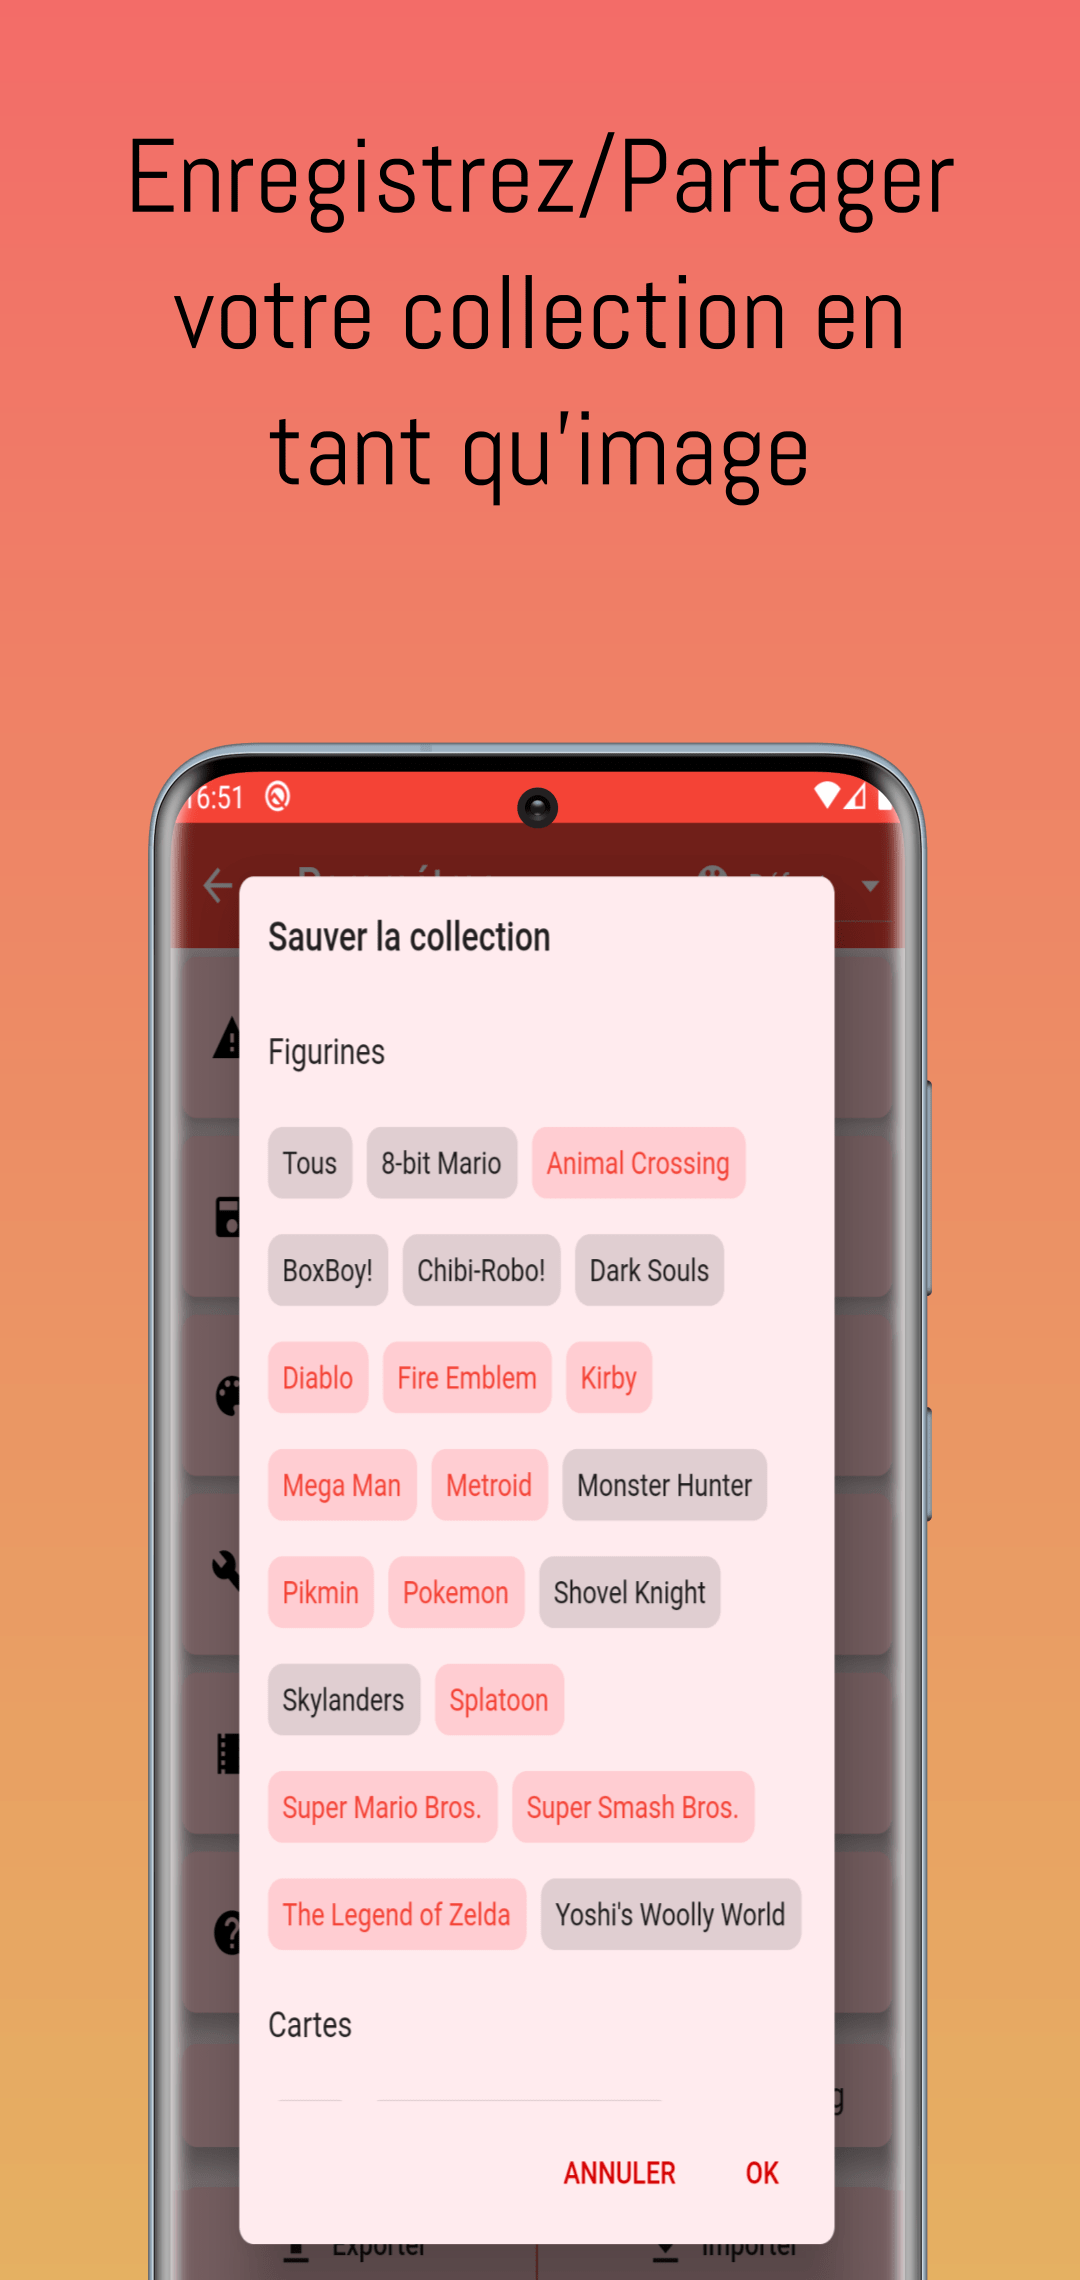 Enregistrez/Partager
votre collection en
tant qu'image
16:51
Sauver la collection
Figurines
Tous 8-bit Mario Animal Crossing
BoxBoy! Chibi-Robo! Dark Souls
Diablo Fire Emblem Kirby
Mega Man Metroid Monster Hunter
Pikmin Pokemon Shovel Knight
Skylanders Splatoon
Super Mario Bros. Super Smash Bros.
The Legend of Zelda Yoshi's Woolly World
Cartes
ANNULER OK
Exporter Importer